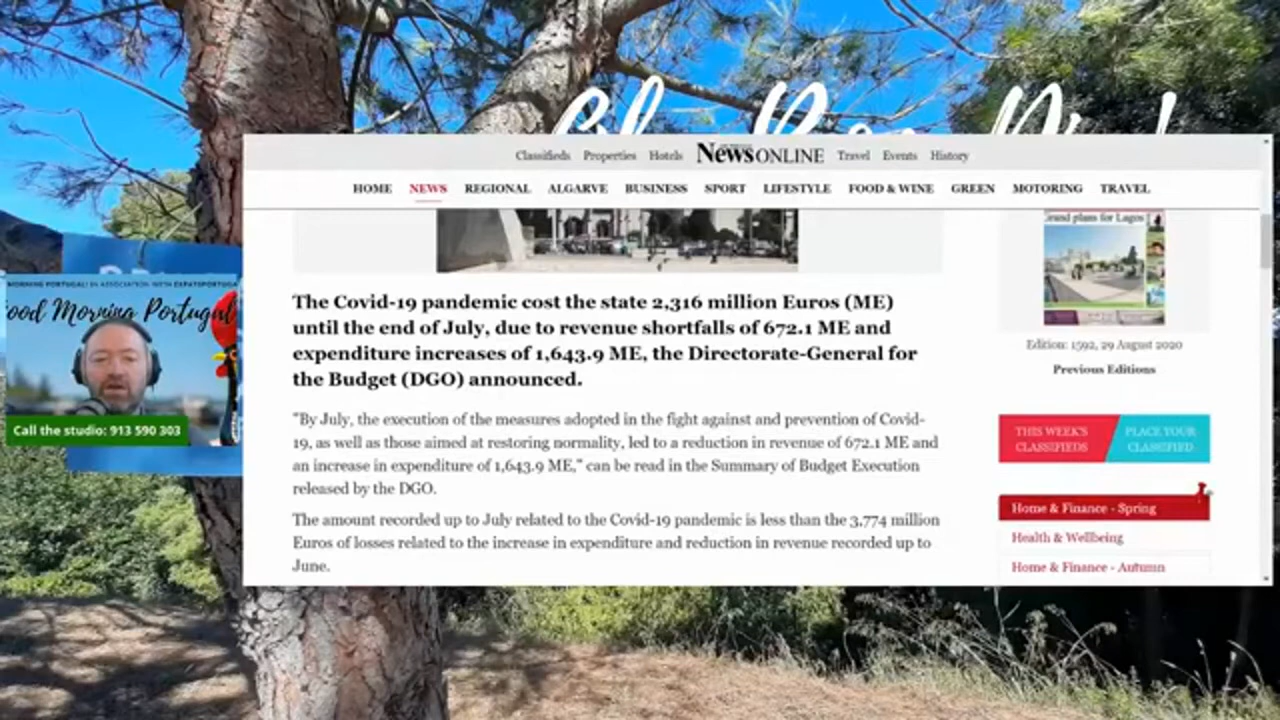 Classifieds Properties Hotels News ONLINE Travel Events History
HOME NEWS REGIONAL ALGARVE BUSINESS SPORT LIFESTYLE FOOD & WINE GREEN MOTORING TRAVEL
The Covid-19 pandemic cost the state 2,316 million Euros (ME)
until the end of July, due to revenue shortfalls of 672.1 ME and
expenditure increases of 1,643.9 ME, the Directorate-General for
the Budget (DGO) announced.
"By July, the execution of the measures adopted in the fight against and prevention of Covid-
19, as well as those aimed at restoring normality, led to a reduction in revenue of 672.1 ME and
an increase in expenditure of 1,643.9 ME," can be read in the Summary of Budget Execution
released by the DGO.
The amount recorded up to July related to the Covid-19 pandemic is less than the 3,774 million
Euros of losses related to the increase in expenditure and reduction in revenue recorded up to
June.
Grand plans for Lagos
Edition: 1592, 29 August 2020
Previous Editions
THIS WEEK'S
CLASSIFIEDS
PLACE YOUR
CLASSIFIED
Home & Finance - Spring
Health & Wellbeing
Home & Finance - Autumn
MORNING PORTUGAL! IN ASSOCIATION WITH EXPATSPORTUGA
ood Morning Portugal
Call the studio: 913 590 303